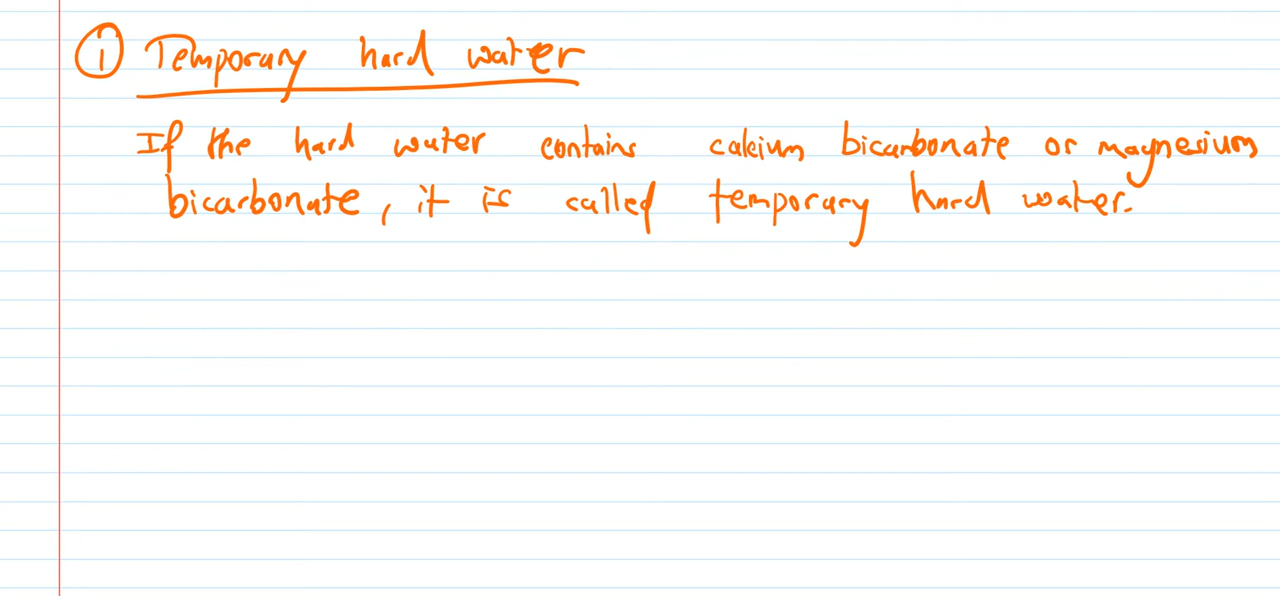 ① Temporary hard water
If the hard water contains calcium bicarbonate or magnesium
bicarbonate, it is called temporary hard water.